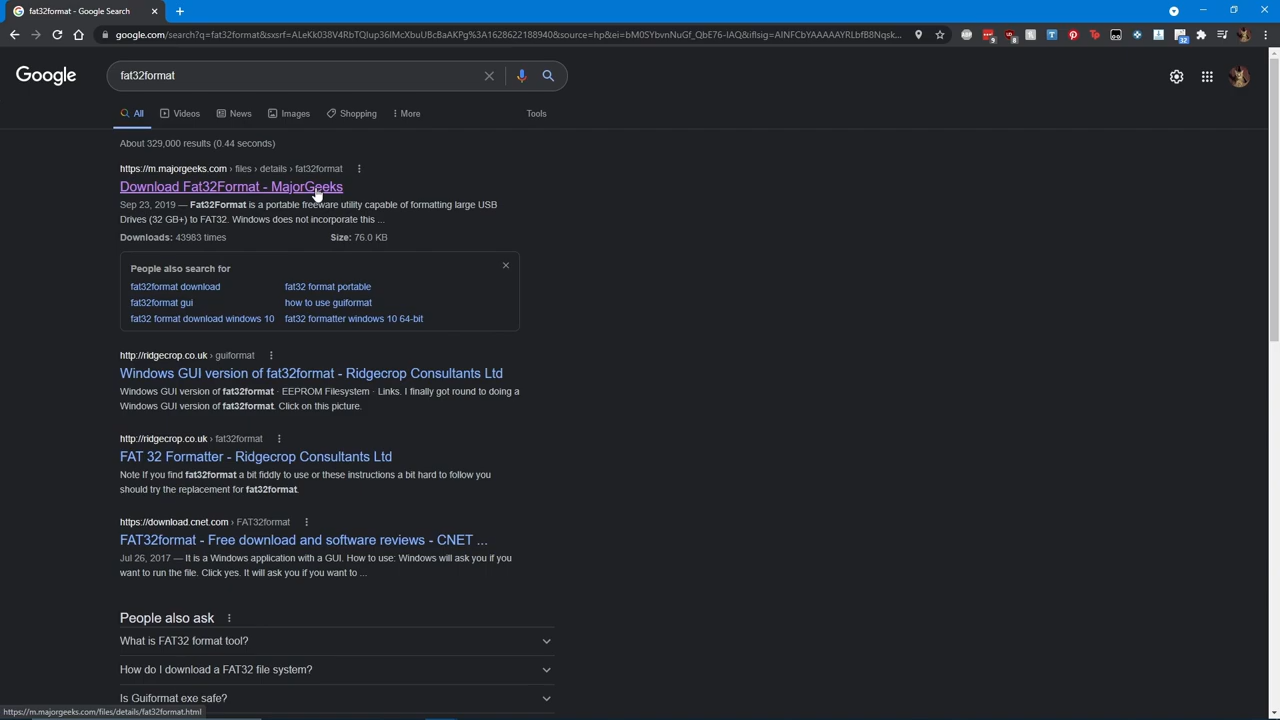 fat32format - Google Search
google.com/search?q=fat32format&sxsrf=ALeKk038V4RbTQIup36IMcXbuUBcBaAKPg%3A1628622188940&source=hp&ei=bM0SYbvnNuGf_QbE76-IAQ&iflsig=AINFCbYAAAAAYRLbfB8Nqsk...
Google
fat32format
All
Videos
News
Images
Shopping
More
Tools
About 329,000 results (0.44 seconds)
https://m.majorgeeks.com › files › details › fat32format
Download Fat32Format - MajorGeeks
Sep 23, 2019 — Fat32Format is a portable freeware utility capable of formatting large USB
Drives (32 GB+) to FAT32. Windows does not incorporate this ...
Downloads: 43983 times Size: 76.0 KB
People also search for
fat32format download
fat32 format portable
fat32format gui
how to use guiformat
fat32 format download windows 10
fat32 formatter windows 10 64-bit
http://ridgecrop.co.uk › guiformat
Windows GUI version of fat32format - Ridgecrop Consultants Ltd
Windows GUI version of fat32format · EEPROM Filesystem · Links. I finally got round to doing a
Windows GUI version of fat32format. Click on this picture.
http://ridgecrop.co.uk › fat32format
FAT 32 Formatter - Ridgecrop Consultants Ltd
Note If you find fat32format a bit fiddly to use or these instructions a bit hard to follow you
should try the replacement for fat32format.
https://download.cnet.com › FAT32format
FAT32format - Free download and software reviews - CNET ...
Jul 26, 2017 — It is a Windows application with a GUI. How to use: Windows will ask you if you
want to run the file. Click yes. It will ask you if you want to ...
People also ask
What is FAT32 format tool?
How do I download a FAT32 file system?
Is Guiformat exe safe?
https://m.majorgeeks.com/files/details/fat32format.html